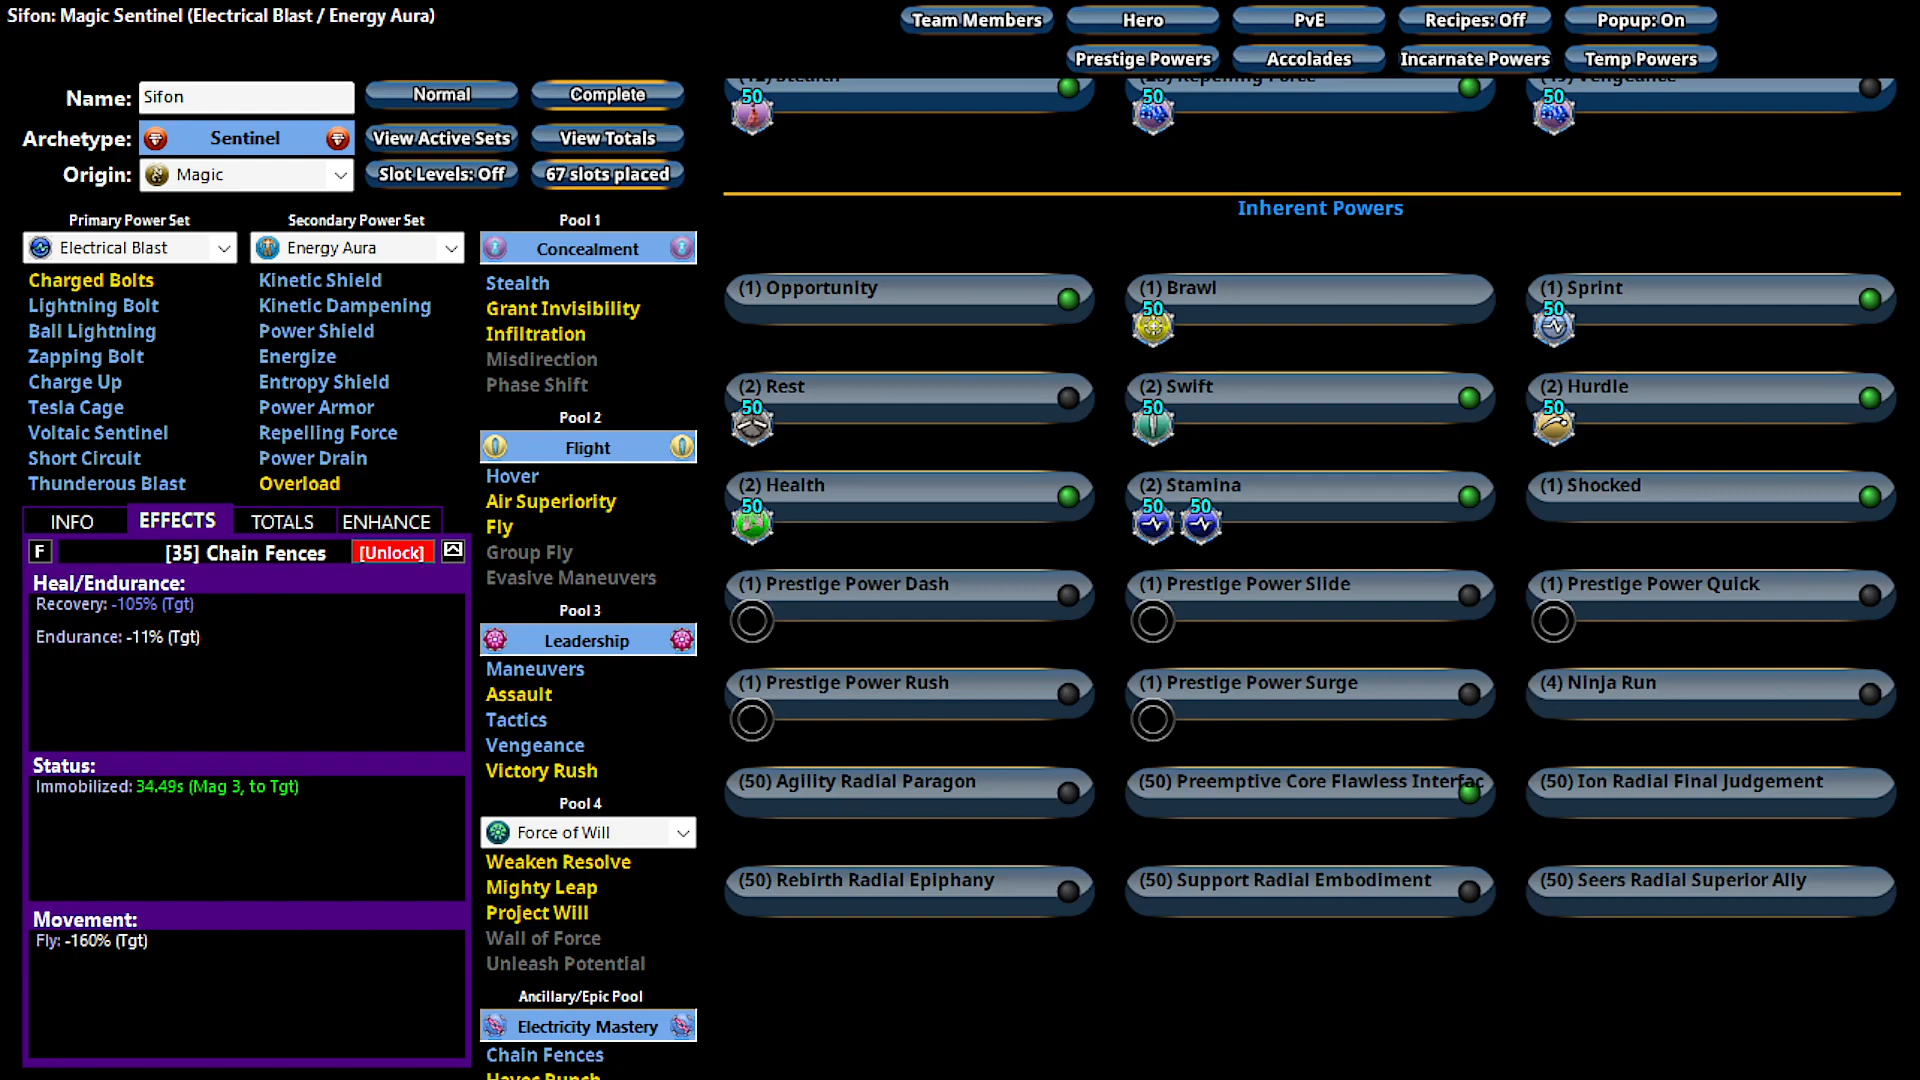 Sifon: Magic Sentinel (Electrical Blast / Energy Aura)
Team Members
Hero
PvE
Recipes: Off
Popup: On
Prestige Powers
Accolades
Incarnate Powers
Temp Powers
Name:
Sifon
Normal
Complete
Archetype:
Sentinel
View Active Sets
View Totals
Origin:
Magic
Slot Levels: Off
67 slots placed
Primary Power Set
Electrical Blast
Charged Bolts
Lightning Bolt
Ball Lightning
Zapping Bolt
Charge Up
Tesla Cage
Voltaic Sentinel
Short Circuit
Thunderous Blast
Secondary Power Set
Energy Aura
Kinetic Shield
Kinetic Dampening
Power Shield
Energize
Entropy Shield
Power Armor
Repelling Force
Power Drain
Overload
INFO
EFFECTS
TOTALS
ENHANCE
F
[35] Chain Fences
[Unlock]
Heal/Endurance:
Recovery: -105% (Tgt)
Endurance: -11% (Tgt)
Status:
Immobilized: 34.49s (Mag 3, to Tgt)
Movement:
Fly: -160% (Tgt)
Pool 1
Concealment
Stealth
Grant Invisibility
Infiltration
Misdirection
Phase Shift
Pool 2
Flight
Hover
Air Superiority
Fly
Group Fly
Evasive Maneuvers
Pool 3
Leadership
Maneuvers
Assault
Tactics
Vengeance
Victory Rush
Pool 4
Force of Will
Weaken Resolve
Mighty Leap
Project Will
Wall of Force
Unleash Potential
Ancillary/Epic Pool
Electricity Mastery
Chain Fences
Havoc Punch
Stealth
50
Repelling Force
50
Vengeance
50
Inherent Powers
(1) Opportunity
(1) Brawl
50
(1) Sprint
50
(2) Rest
50
(2) Swift
50
(2) Hurdle
50
(2) Health
50
(2) Stamina
50 50
(1) Shocked
(1) Prestige Power Dash
(1) Prestige Power Slide
(1) Prestige Power Quick
(1) Prestige Power Rush
(1) Prestige Power Surge
(4) Ninja Run
(50) Agility Radial Paragon
(50) Preemptive Core Flawless Interfac
(50) Ion Radial Final Judgement
(50) Rebirth Radial Epiphany
(50) Support Radial Embodiment
(50) Seers Radial Superior Ally